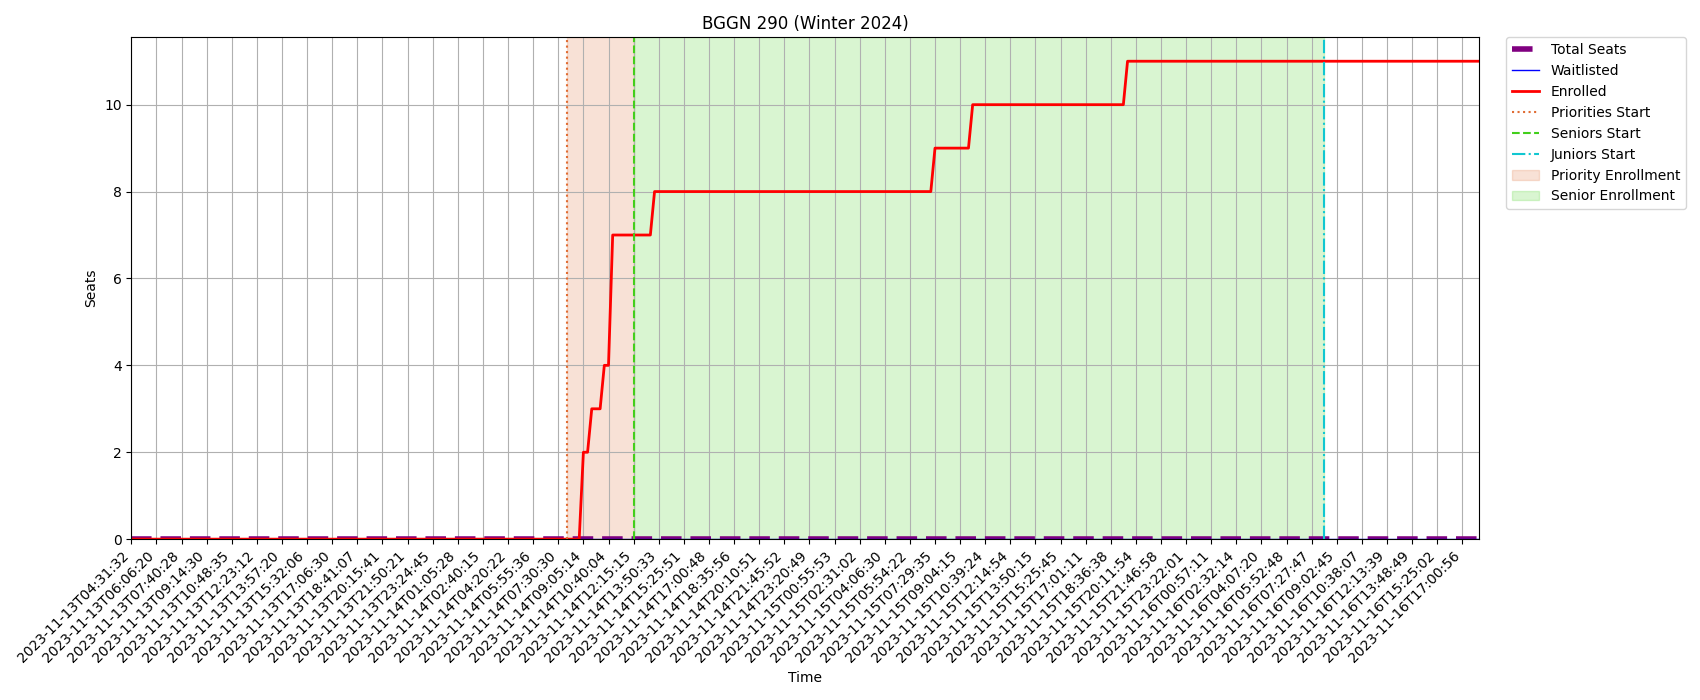 BGGN 290 (Winter 2024)
Total Seats
Waitlisted
Enrolled
Priorities Start
Seniors Start
Juniors Start
Priority Enrollment
Senior Enrollment
Seats
10
8
6
4
2
0
2023-11-13T04:31:32
2023-11-13T06:06:20
2023-11-13T07:40:28
2023-11-13T09:14:30
2023-11-13T10:48:35
2023-11-13T12:23:12
2023-11-13T13:57:20
2023-11-13T15:32:06
2023-11-13T17:06:30
2023-11-13T18:41:07
2023-11-13T20:15:41
2023-11-13T21:50:21
2023-11-13T23:24:45
2023-11-14T01:05:28
2023-11-14T02:40:15
2023-11-14T04:20:22
2023-11-14T05:55:36
2023-11-14T07:30:30
2023-11-14T09:05:14
2023-11-14T10:40:04
2023-11-14T12:15:15
2023-11-14T13:50:33
2023-11-14T15:25:51
2023-11-14T17:00:48
2023-11-14T18:35:56
2023-11-14T20:10:51
2023-11-14T21:45:52
2023-11-14T23:20:49
2023-11-15T00:55:53
2023-11-15T02:31:02
2023-11-15T04:06:30
2023-11-15T05:54:22
2023-11-15T07:29:35
2023-11-15T09:04:15
2023-11-15T10:39:24
2023-11-15T12:14:54
2023-11-15T13:50:15
2023-11-15T15:25:45
2023-11-15T17:01:11
2023-11-15T18:36:38
2023-11-15T20:11:54
2023-11-15T21:46:58
2023-11-15T23:22:01
2023-11-16T00:57:11
2023-11-16T02:32:14
2023-11-16T04:07:20
2023-11-16T05:52:48
2023-11-16T07:27:47
2023-11-16T09:02:45
2023-11-16T10:38:07
2023-11-16T12:13:39
2023-11-16T13:48:49
2023-11-16T15:25:02
2023-11-16T17:00:56
Time